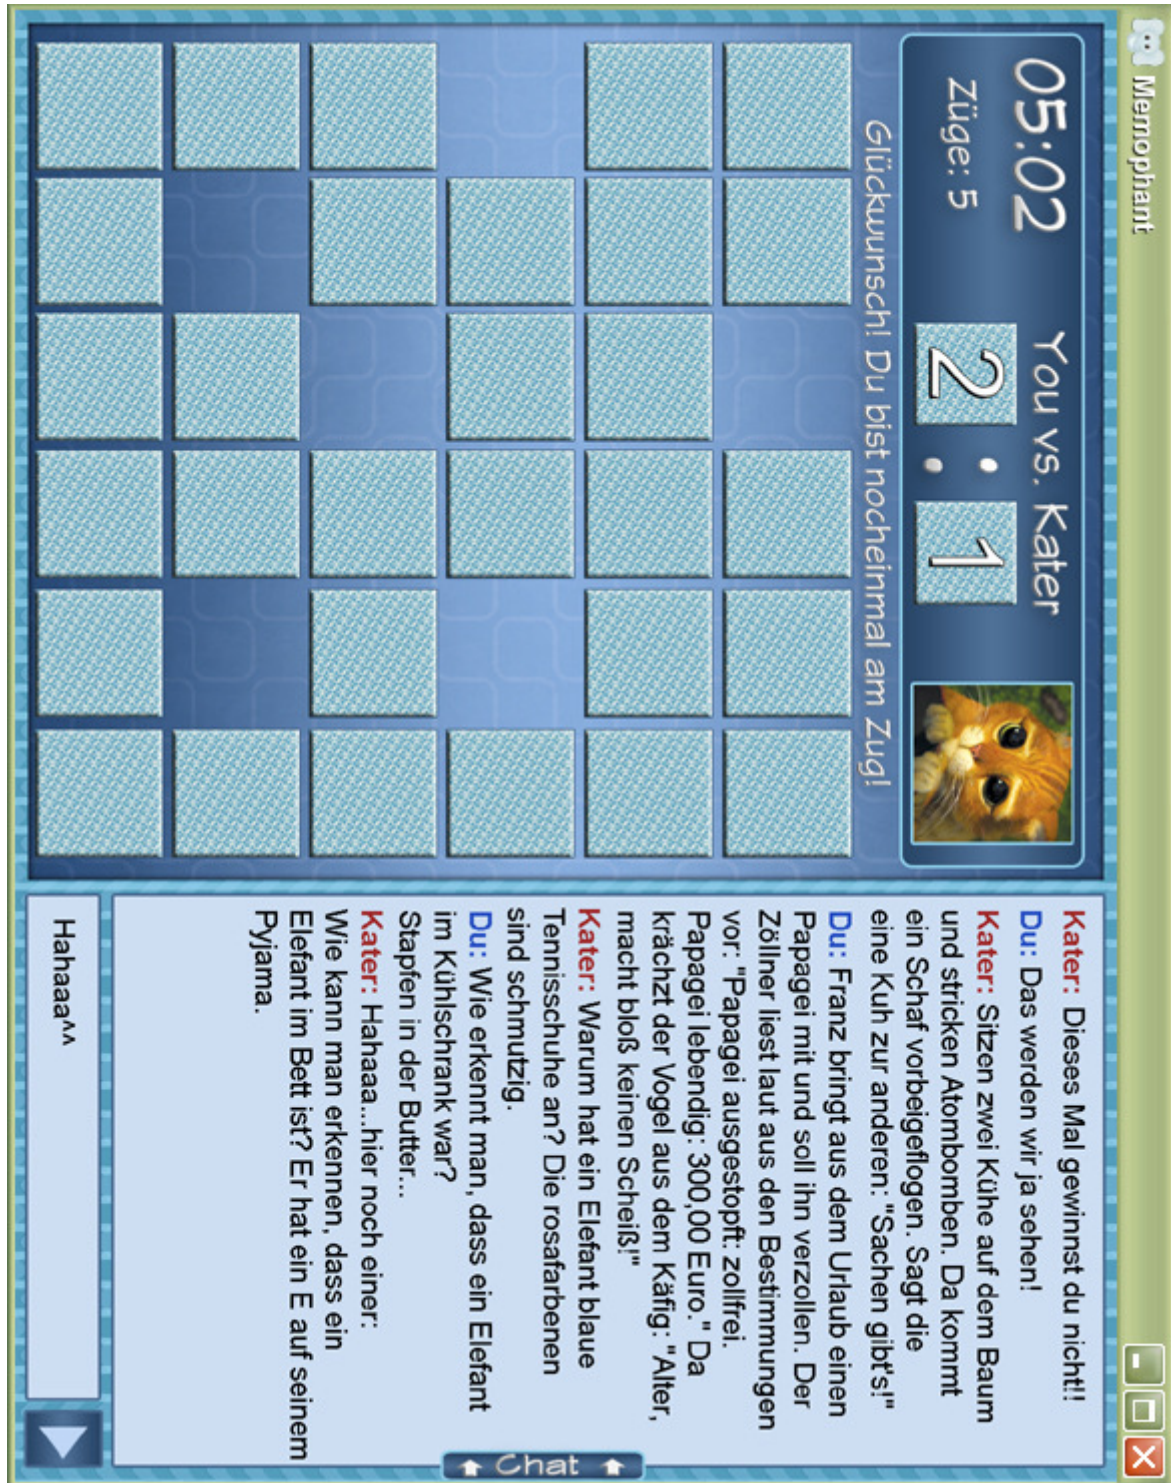 Memophant
05:02
Züge: 5
You vs. Kater
2 : 1
Glückwunsch! Du bist nocheinmal am Zug!
Kater: Dieses Mal gewinnst du nicht!!
Du: Das werden wir ja sehen!
Kater: Sitzen zwei Kühe auf dem Baum
und stricken Atombomben. Da kommt
ein Schaf vorbeigeflogen. Sagt die
eine Kuh zur anderen: "Sachen gibt's!"
Du: Franz bringt aus dem Urlaub einen
Papagei mit und soll ihn verzollen. Der
Zöllner liest laut aus den Bestimmungen
vor: "Papagei ausgestopft: zollfrei.
Papagei lebendig: 300,00 Euro." Da
krächzt der Vogel aus dem Käfig: "Alter,
macht bloß keinen Scheiß!"
Kater: Warum hat ein Elefant blaue
Tennisschuhe an? Die rosafarbenen
sind schmutzig.
Du: Wie erkennt man, dass ein Elefant
im Kühlschrank war?
Stapfen in der Butter...
Kater: Hahaaa...hier noch einer:
Wie kann man erkennen, dass ein
Elefant im Bett ist? Er hat ein E auf seinem
Pyjama.
Chat
Hahaaa^^